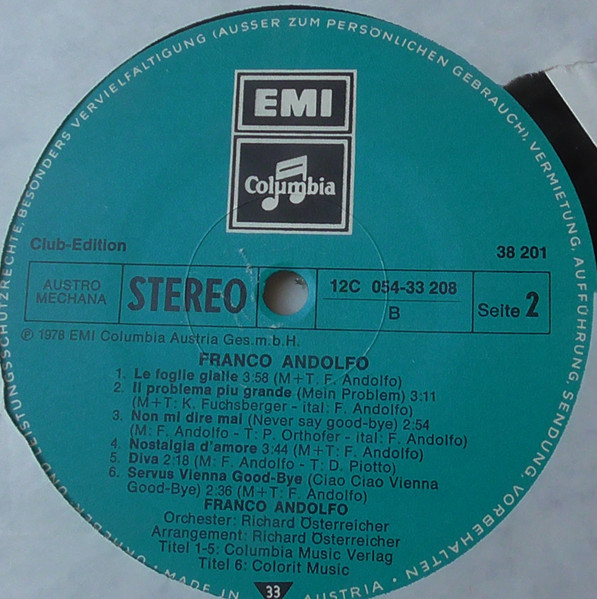 EMI
Columbia
Club-Edition
38 201
AUSTRO
MECHANA
STEREO
12C 054-33 208
B
Seite 2
℗ 1978 EMI Columbia Austria Ges.m.b.H.
FRANCO ANDOLFO
1. Le foglie gialle 3:58 (M+T: F. Andolfo)
2. Il problema piu grande (Mein Problem) 3:11
(M+T: K. Fuchsberger - ital: F. Andolfo)
3. Non mi dire mai (Never say good-bye) 2:54
(M: F. Andolfo - T: P. Orthofer - ital: F. Andolfo)
4. Nostalgia d'amore 3:44 (M+T: F. Andolfo)
5. Diva 2:18 (M: F. Andolfo - T: D. Piotto)
6. Servus Vienna Good-Bye (Ciao Ciao Vienna
Good-Bye) 2:36 (M+T: F. Andolfo)
FRANCO ANDOLFO
Orchester: Richard Österreicher
Arrangement: Richard Österreicher
Titel 1-5: Columbia Music Verlag
Titel 6: Colorit Music
UND LEISTUNGSSCHUTZRECHTE, BESONDERS VERVIELFÄLTIGUNG (AUSSER ZUM PERSÖNLICHEN GEBRAUCH), VERMIETUNG, AUFFÜHRUNG, SENDUNG, VORBEHALTEN
• MADE IN 33 AUSTRIA •